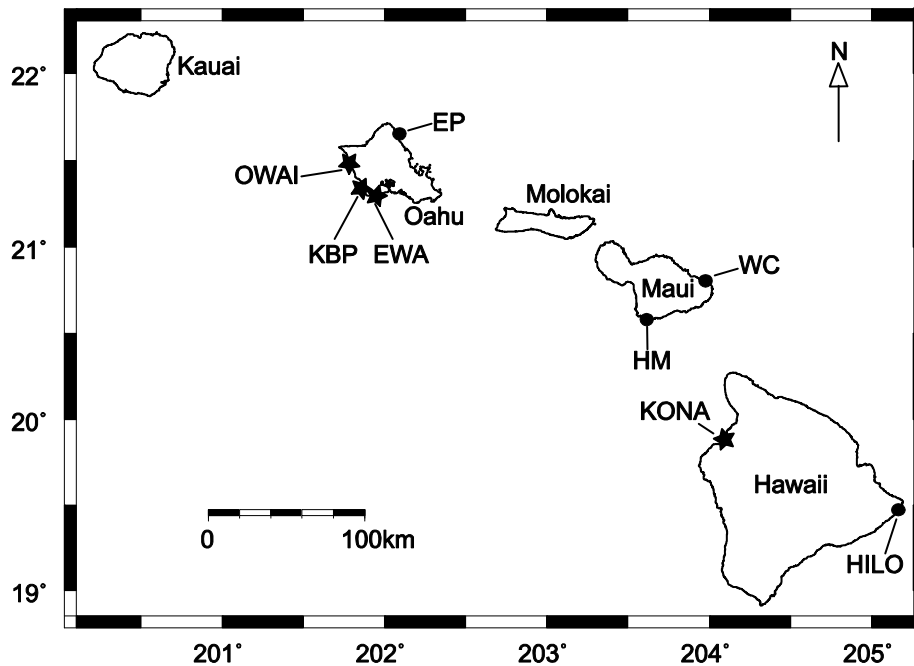 22˚
Kauai
N
EP
OWAI
Molokai
Oahu
21˚
KBP
EWA
WC
Maui
HM
20˚
KONA
Hawaii
0
100km
HILO
19˚
201˚
202˚
203˚
204˚
205˚